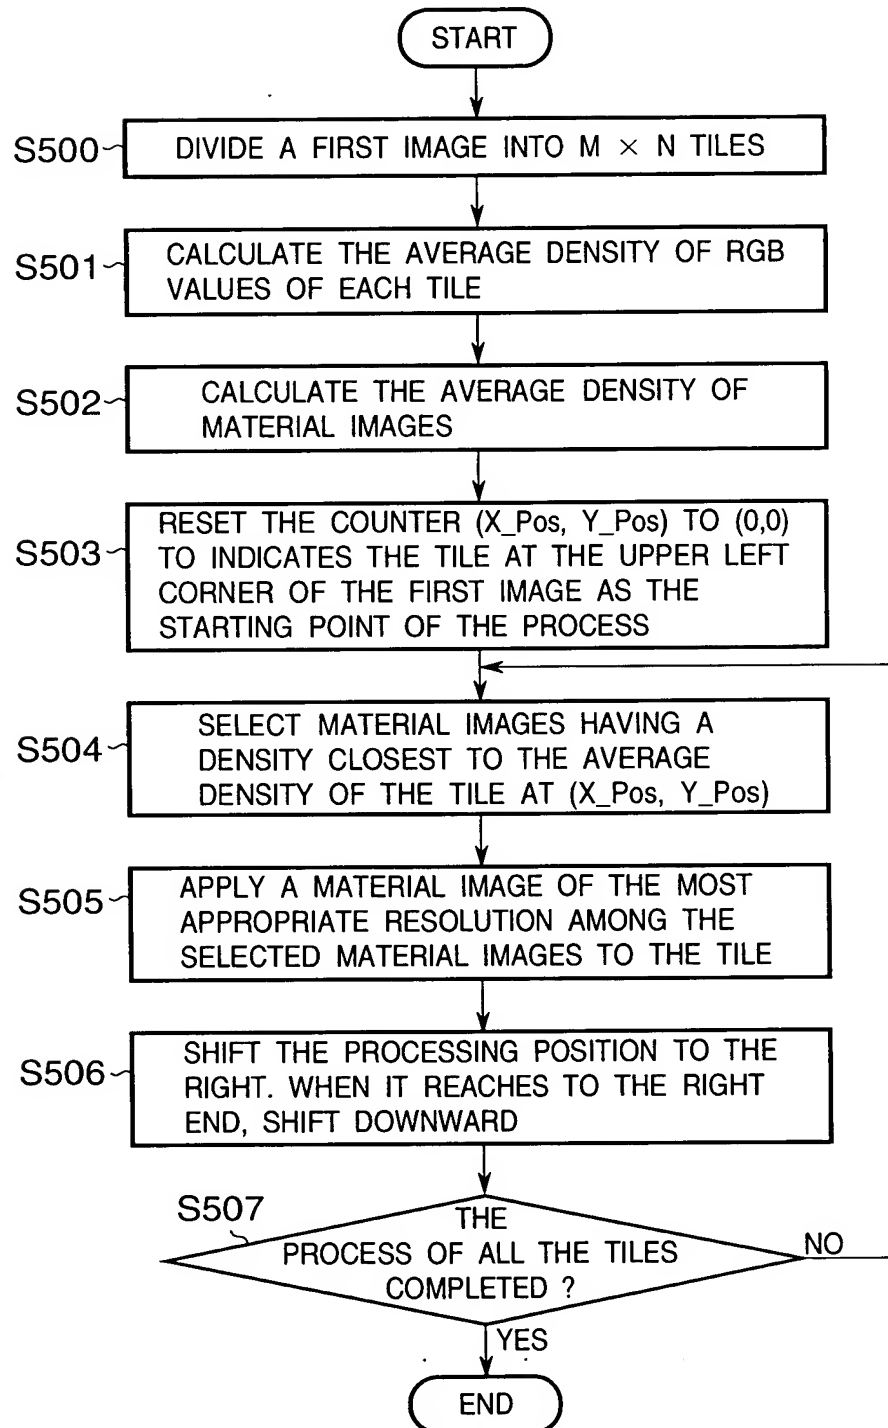 START
S500
DIVIDE A FIRST IMAGE INTO M × N TILES
S501
CALCULATE THE AVERAGE DENSITY OF RGB
VALUES OF EACH TILE
S502
CALCULATE THE AVERAGE DENSITY OF
MATERIAL IMAGES
S503
RESET THE COUNTER (X_Pos, Y_Pos) TO (0,0)
TO INDICATES THE TILE AT THE UPPER LEFT
CORNER OF THE FIRST IMAGE AS THE
STARTING POINT OF THE PROCESS
S504
SELECT MATERIAL IMAGES HAVING A
DENSITY CLOSEST TO THE AVERAGE
DENSITY OF THE TILE AT (X_Pos, Y_Pos)
S505
APPLY A MATERIAL IMAGE OF THE MOST
APPROPRIATE RESOLUTION AMONG THE
SELECTED MATERIAL IMAGES TO THE TILE
S506
SHIFT THE PROCESSING POSITION TO THE
RIGHT. WHEN IT REACHES TO THE RIGHT
END, SHIFT DOWNWARD
S507
THE
PROCESS OF ALL THE TILES
COMPLETED ?
NO
YES
END